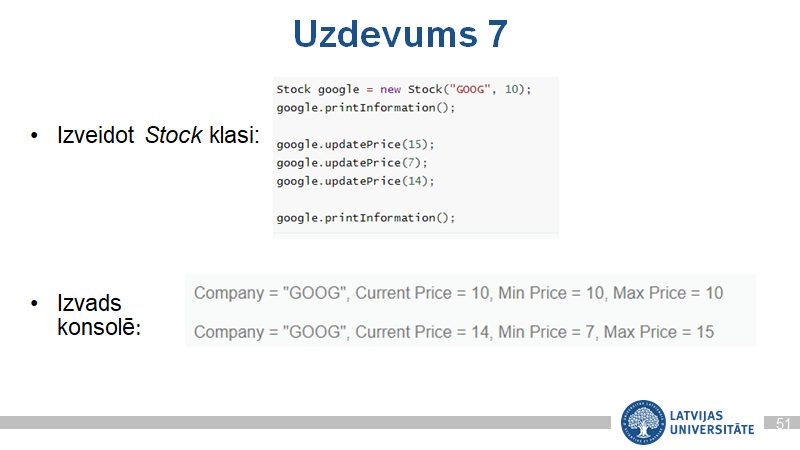 Uzdevums 7
• Izveidot Stock klasi:
Stock google = new Stock("GOOG", 10);
google.printInformation();
google.updatePrice(15);
google.updatePrice(7);
google.updatePrice(14);
google.printInformation();
• Izvads
konsolē:
Company = "GOOG", Current Price = 10, Min Price = 10, Max Price = 10
Company = "GOOG", Current Price = 14, Min Price = 7, Max Price = 15
LATVIJAS
UNIVERSITĀTE
51